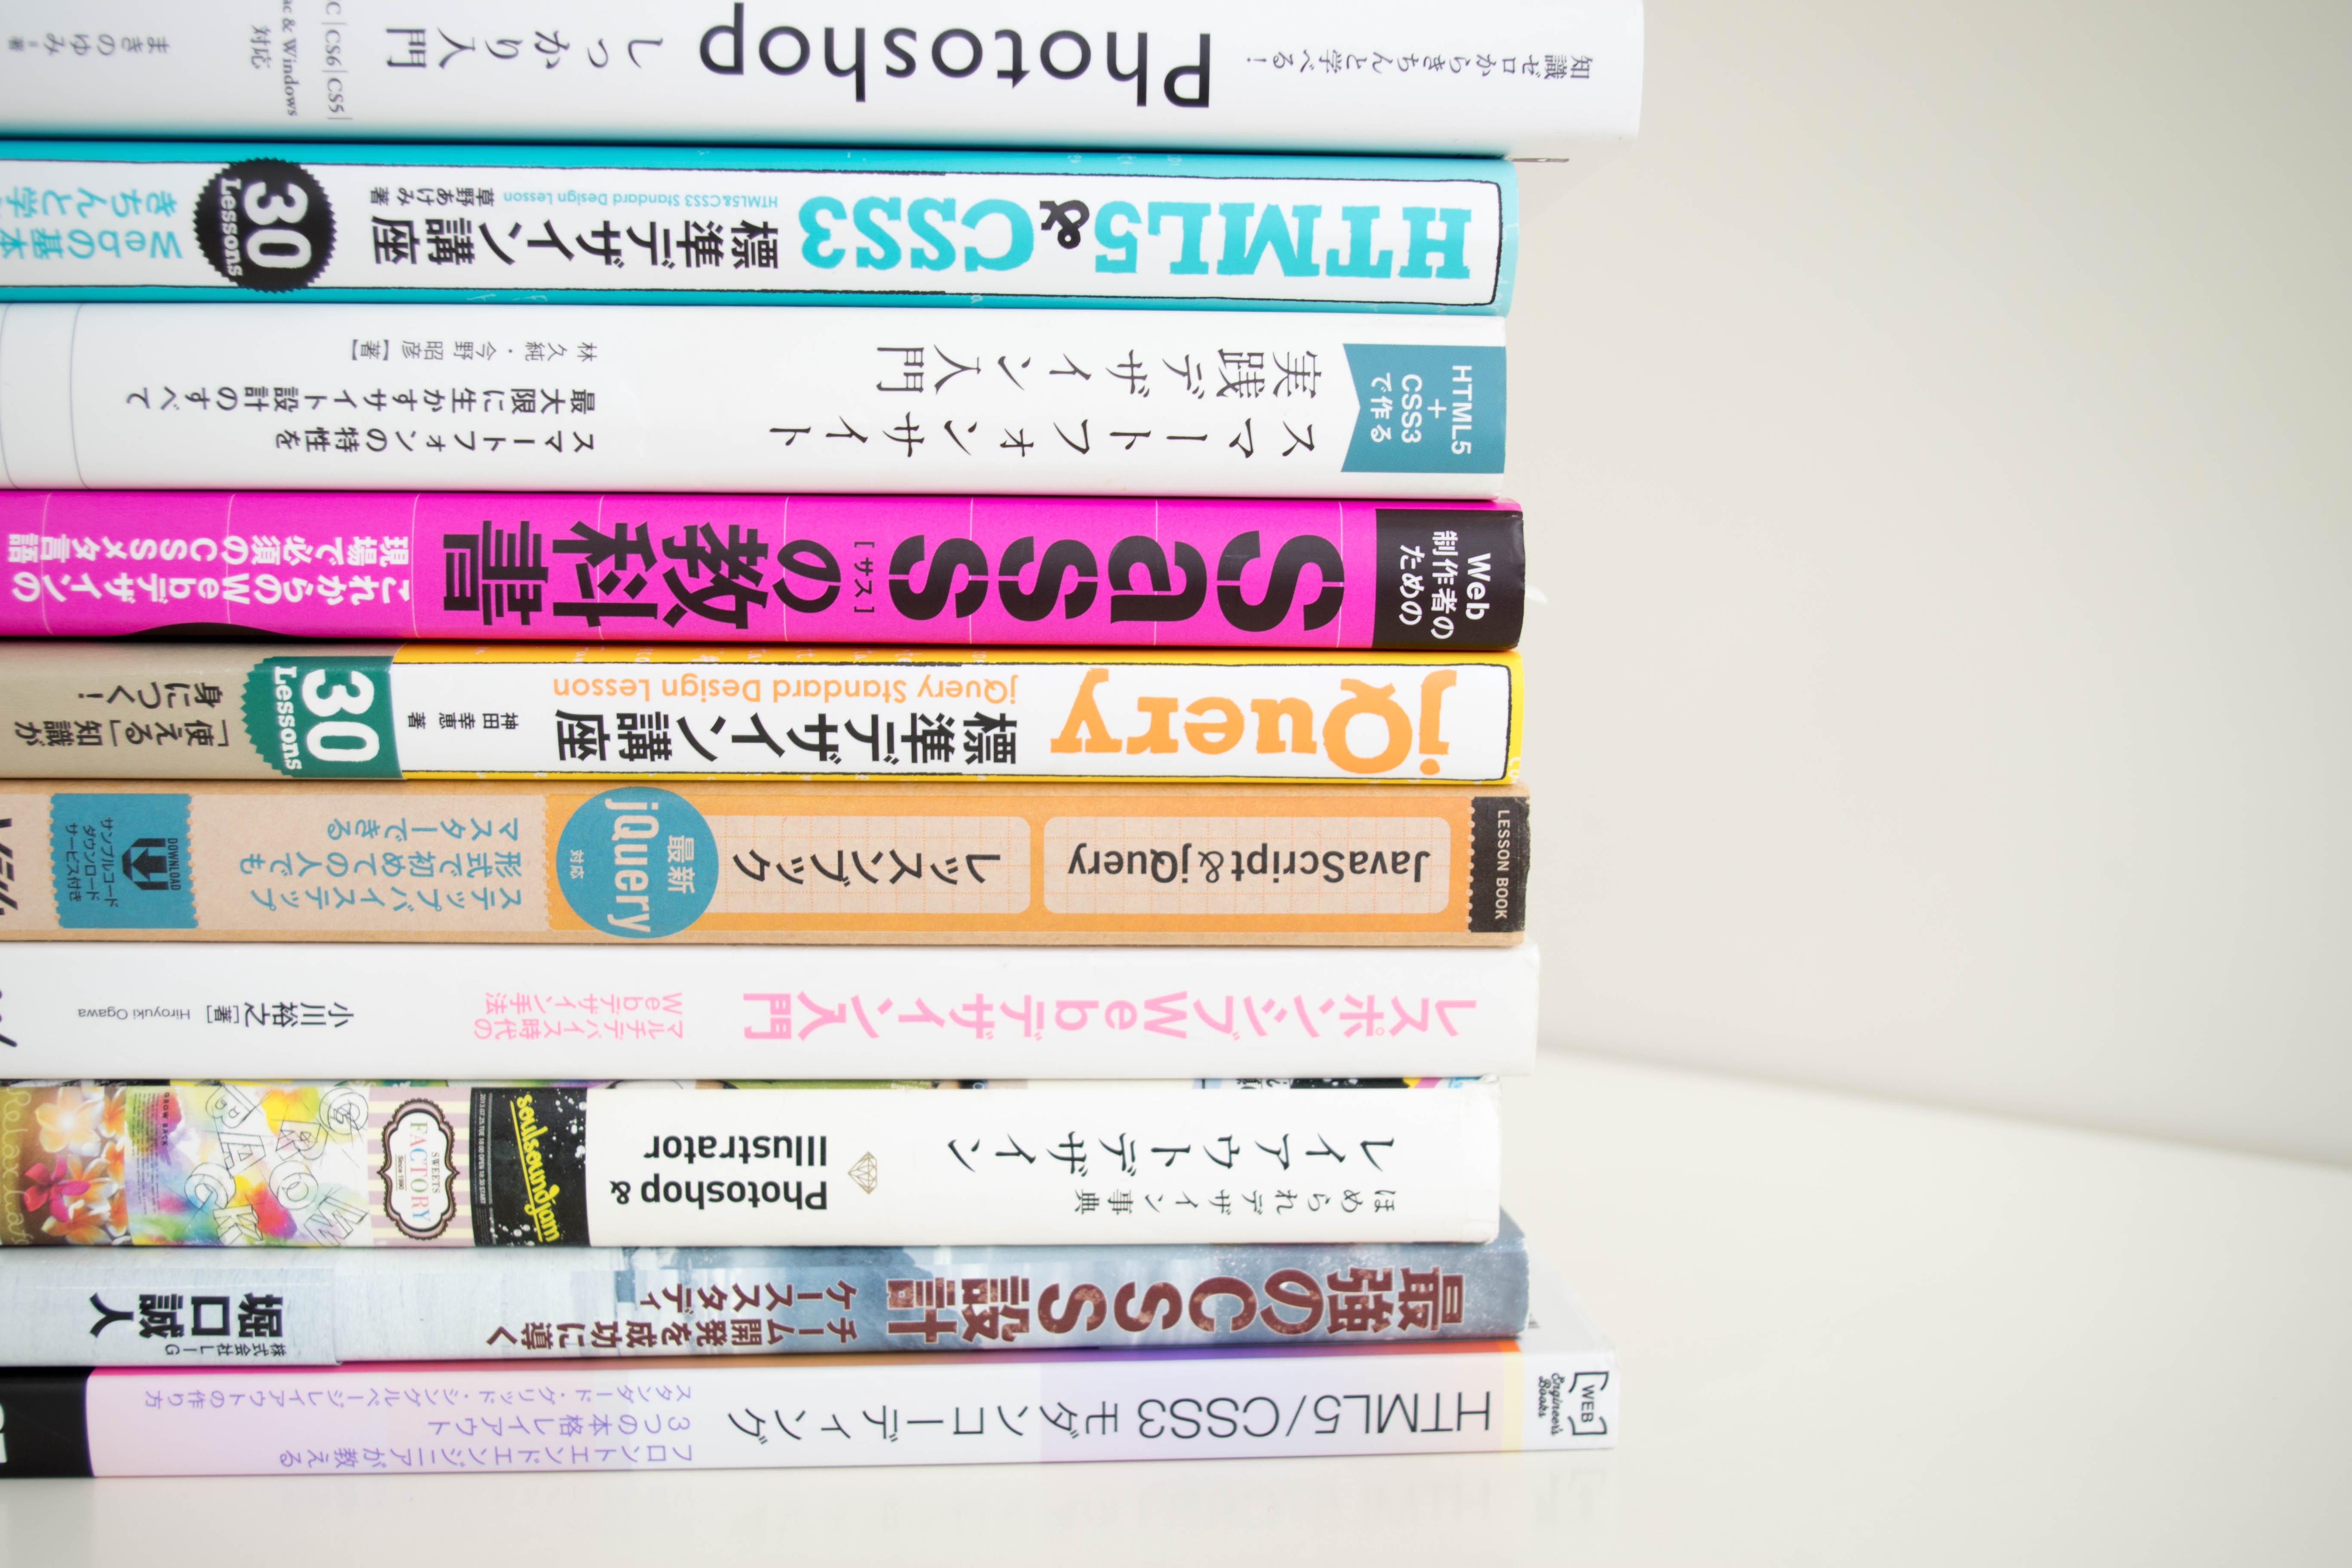 知識ゼロからきちんと学べる!
Photoshop
しっかり入門
CS6|CS5|
& Windows
対応
まきのゆみ=著
HTML5&CSS3
標準デザイン講座
HTML5&CSS3 Standard Design Lesson
草野あけみ 著
30
Lessons
Webの基本
きちんと学
HTML5
+
CSS3
で作る
スマートフォンサイト
実践デザイン入門
スマートフォンの特性を
最大限に生かすサイト設計のすべて
林 久純・今野 昭彦【著】
Web
制作者の
ための
Sass
[サス]
の教科書
これからのWebデザインの
現場で必須のCSSメタ言語
jQuery
標準デザイン講座
jQuery Standard Design Lesson
神田 幸恵 著
30
Lessons
「使える」知識が
身につく!
LESSON BOOK
JavaScript&jQuery
レッスンブック
最新
jQuery
対応
ステップバイステップ
形式で初めての人でも
マスターできる
DOWNLOAD
サンプルコード
ダウンロード
サービス付き
レスポンシブWebデザイン入門
マルチデバイス時代の
Webデザイン手法
小川裕之[著] Hiroyuki Ogawa
ほめられデザイン事典
レイアウトデザイン
Photoshop &
Illustrator
soulsoundjam
SWEETS
FACTORY
Since 1990
GROW BACK
最強のCSS設計
チーム開発を成功に導く
ケーススタディ
株式会社LIG
堀口誠人
WEB
Engineer's
Books
HTML5/CSS3 モダンコーディング
フロントエンドエンジニアが教える
3つの本格レイアウト
スタンダード・グリッド・シングルページレイアウトの作り方